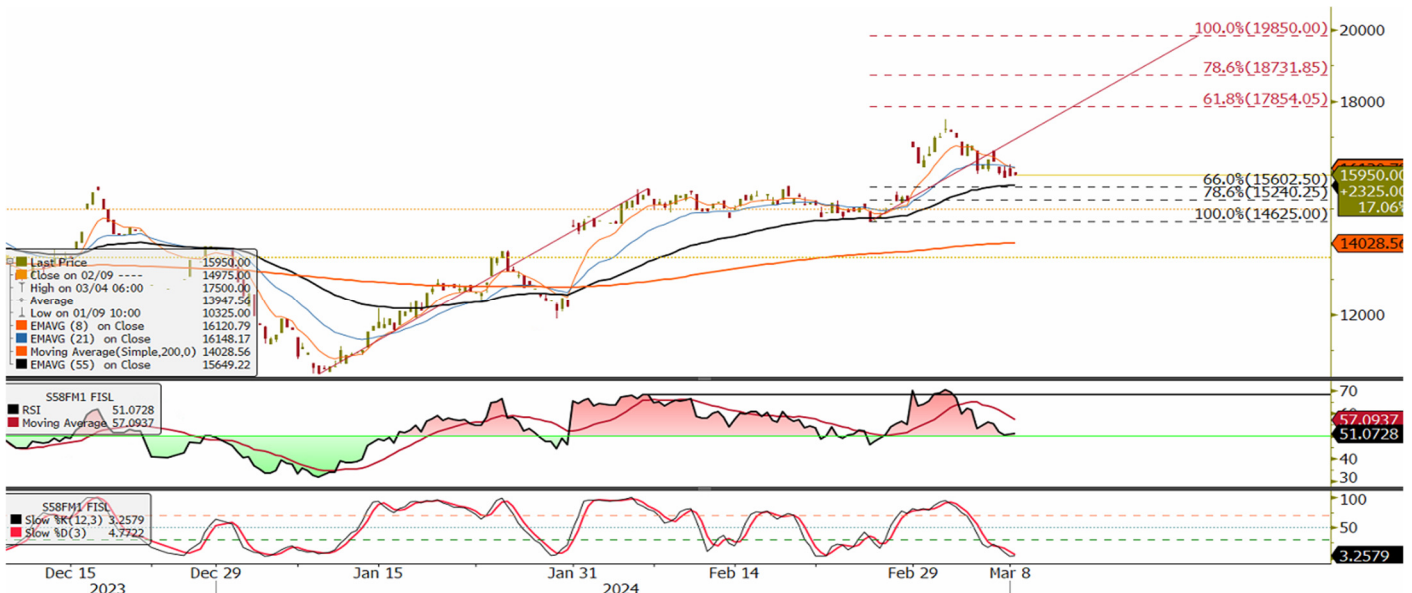 100.0%(19850.00)
20000
78.6%(18731.85)
61.8%(17854.05)
18000
66.0%(15602.50)
15950.00
78.6%(15240.25)
+2325.00
17.06%
100.0%(14625.00)
14028.56
12000
Last Price 15950.00
Close on 02/09 ---- 14975.00
High on 03/04 06:00 17500.00
Average 13947.56
Low on 01/09 10:00 10325.00
EMAVG (8) on Close 16120.79
EMAVG (21) on Close 16148.17
Moving Average(Simple,200,0) 14028.56
EMAVG (55) on Close 15649.22
S58FM1 FISL
RSI 51.0728
Moving Average 57.0937
70
57.0937
51.0728
40
30
S58FM1 FISL
Slow %K(12,3) 3.2579
Slow %D(3) 4.7722
100
50
3.2579
Dec 15 Dec 29 Jan 15 Jan 31 Feb 14 Feb 29 Mar 8
2023 2024